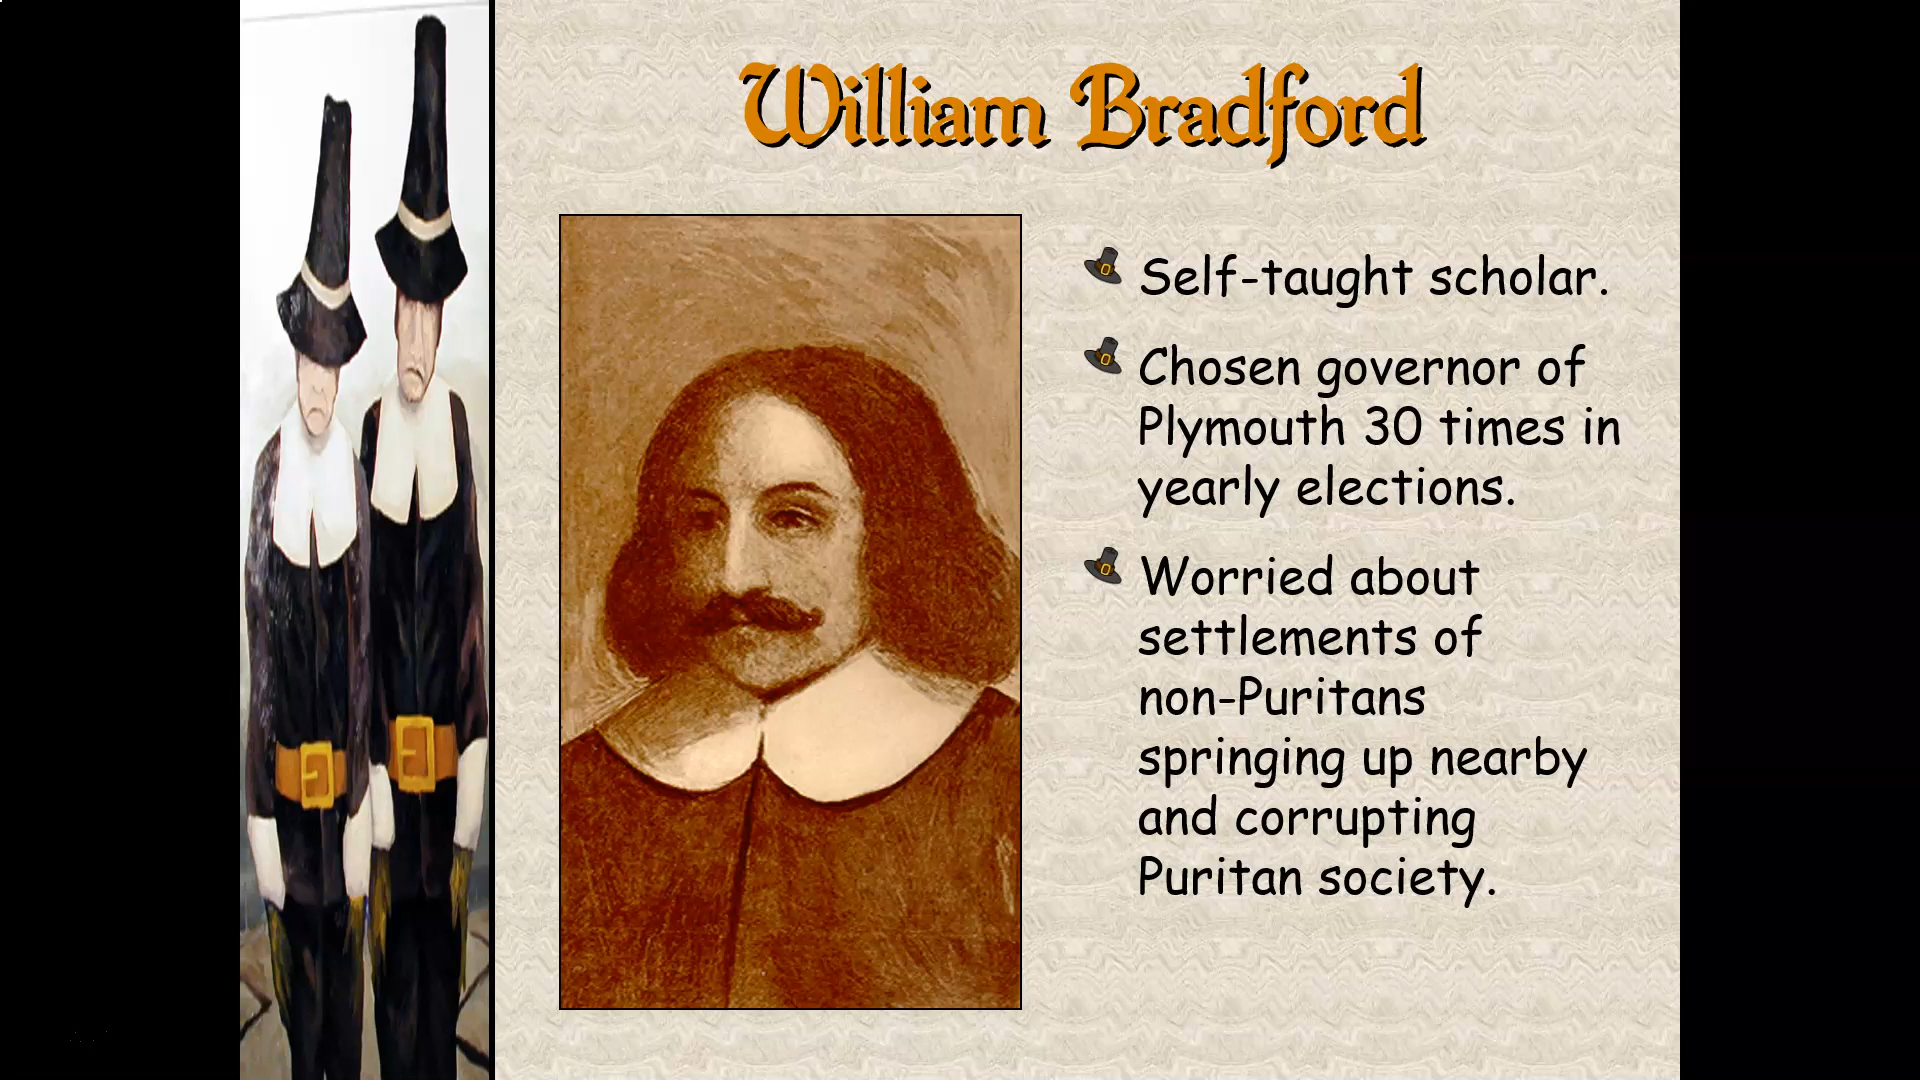 William Bradford
Self-taught scholar.
Chosen governor of
Plymouth 30 times in
yearly elections.
Worried about
settlements of
non-Puritans
springing up nearby
and corrupting
Puritan society.